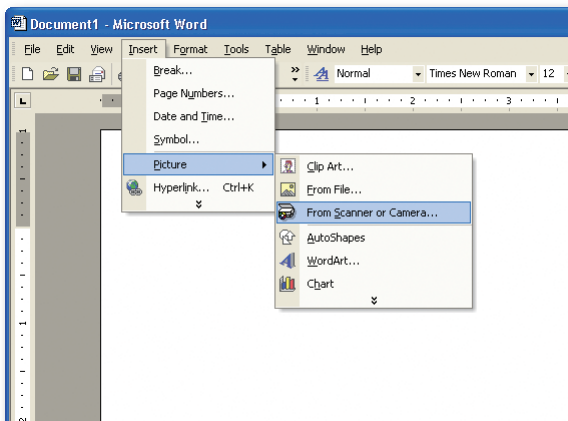 Document1 - Microsoft Word
File Edit View Insert Format Tools Table Window Help
Normal Times New Roman 12
L 1 2 3
Break...
Page Numbers...
Date and Time...
Symbol...
Picture
Hyperlink... Ctrl+K
Clip Art...
From File...
From Scanner or Camera...
AutoShapes
WordArt...
Chart